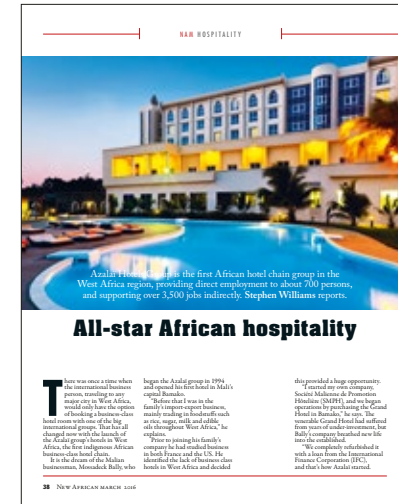 NAM HOSPITALITY
Azalaï Hotels Group is the first African hotel chain group in the
West Africa region, providing direct employment to about 700 persons,
and supporting over 3,500 jobs indirectly. Stephen Williams reports.
All-star African hospitality
There was once a time when
the international business
person, traveling to any
major city in West Africa,
would only have the option
of booking a business-class
hotel room with one of the big
international groups. That has all
changed now with the launch of
the Azalaï group's hotels in West
Africa, the first indigenous African
business-class hotel chain.
It is the dream of the Malian
businessman, Mossadeck Bally, who
began the Azalaï group in 1994
and opened his first hotel in Mali's
capital Bamako.
"Before that I was in the
family's import-export business,
mainly trading in foodstuffs such
as rice, sugar, milk and edible
oils throughout West Africa," he
explains.
Prior to joining his family's
company he had studied business
in both France and the US. He
identified the lack of business class
hotels in West Africa and decided
this provided a huge opportunity.
"I started my own company,
Société Malienne de Promotion
Hôtelière (SMPH), and we began
operations by purchasing the Grand
Hotel in Bamako," he says. The
venerable Grand Hotel had suffered
from years of under-investment, but
Bally's company breathed new life
into the established.
"We completely refurbished it
with a loan from the International
Finance Corporation (IFC),
and that's how Azalaï started.
38 New African march 2016